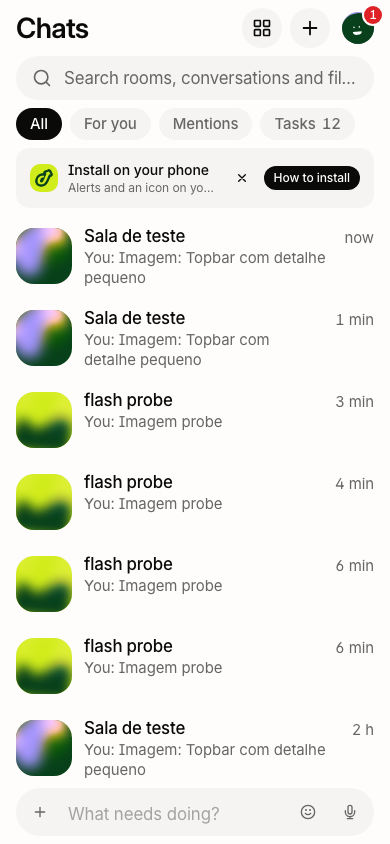 Chats
1
Search rooms, conversations and fil...
All
For you
Mentions
Tasks 12
Install on your phone
Alerts and an icon on yo...
How to install
Sala de teste
now
You: Imagem: Topbar com detalhe
pequeno
Sala de teste
1 min
You: Imagem: Topbar com
detalhe pequeno
flash probe
3 min
You: Imagem probe
flash probe
4 min
You: Imagem probe
flash probe
6 min
You: Imagem probe
flash probe
6 min
You: Imagem probe
Sala de teste
2 h
You: Imagem: Topbar com detalhe
pequeno
What needs doing?